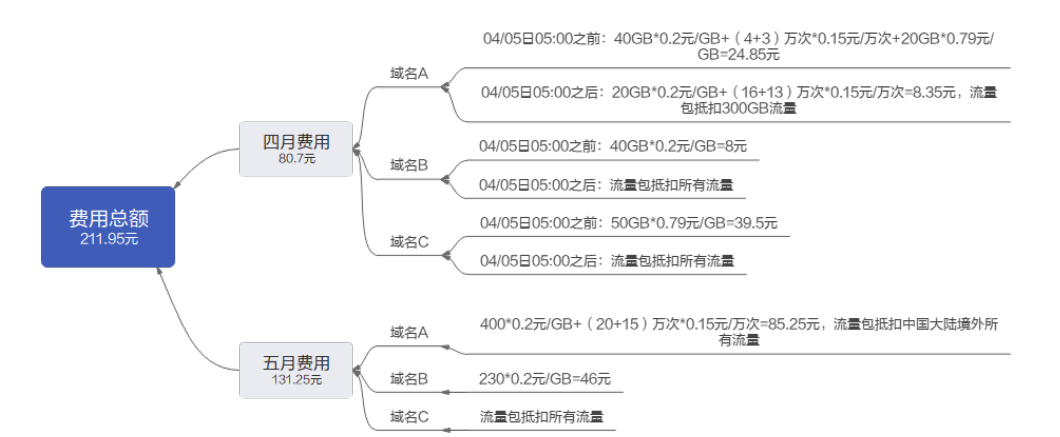 04/05日05:00之前：40GB*0.2元/GB+（4+3）万次*0.15元/万次+20GB*0.79元/
GB=24.85元
域名A
04/05日05:00之后：20GB*0.2元/GB+（16+13）万次*0.15元/万次=8.35元，流量
包抵扣300GB流量
四月费用
80.7元
04/05日05:00之前：40GB*0.2元/GB=8元
域名B
04/05日05:00之后：流量包抵扣所有流量
费用总额
211.95元
04/05日05:00之前：50GB*0.79元/GB=39.5元
域名C
04/05日05:00之后：流量包抵扣所有流量
域名A
400*0.2元/GB+（20+15）万次*0.15元/万次=85.25元，流量包抵扣中国大陆境外所
有流量
五月费用
131.25元
域名B
230*0.2元/GB=46元
域名C
流量包抵扣所有流量